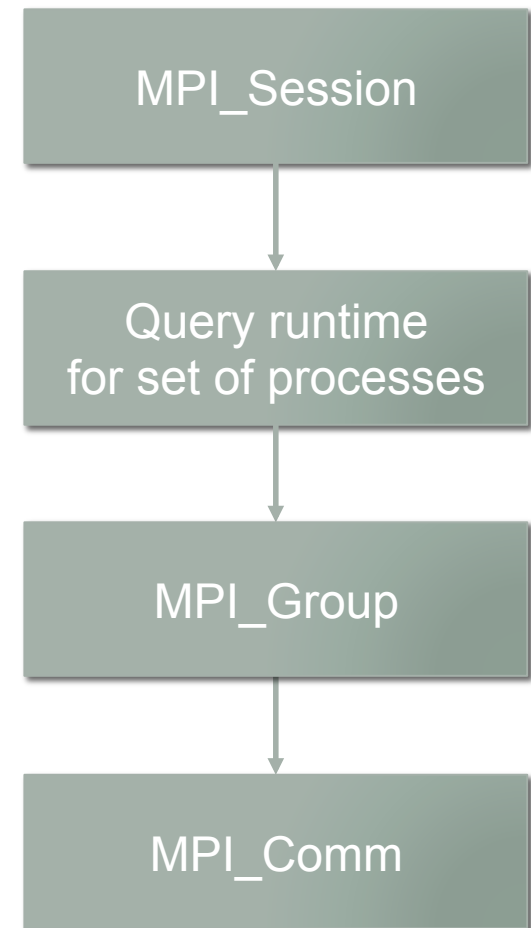 MPI_Session
Query runtime
for set of processes
MPI_Group
MPI_Comm